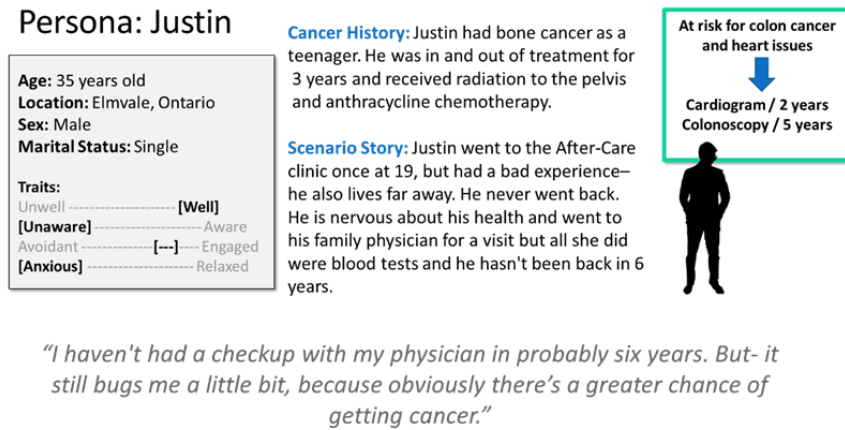 Persona: Justin
Age: 35 years old
Location: Elmvale, Ontario
Sex: Male
Marital Status: Single
Traits:
Unwell ---------------------- [Well]
[Unaware] ---------------------- Aware
Avoidant---------------[---]---- Engaged
[Anxious] ---------------------- Relaxed
Cancer History: Justin had bone cancer as a
teenager. He was in and out of treatment for
3 years and received radiation to the pelvis
and anthracycline chemotherapy.
Scenario Story: Justin went to the After-Care
clinic once at 19, but had a bad experience–
he also lives far away. He never went back.
He is nervous about his health and went to
his family physician for a visit but all she did
were blood tests and he hasn't been back in 6
years.
At risk for colon cancer
and heart issues
Cardiogram / 2 years
Colonoscopy / 5 years
“I haven't had a checkup with my physician in probably six years. But- it
still bugs me a little bit, because obviously there’s a greater chance of
getting cancer.”